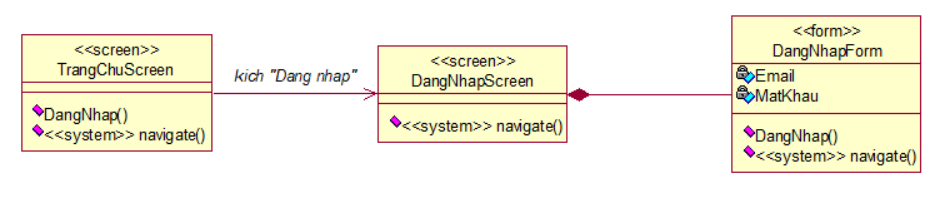 <<screen>>
TrangChuScreen
DangNhap()
<<system>> navigate()
kich "Dang nhap"
<<screen>>
DangNhapScreen
<<system>> navigate()
<<form>>
DangNhapForm
Email
MatKhau
DangNhap()
<<system>> navigate()